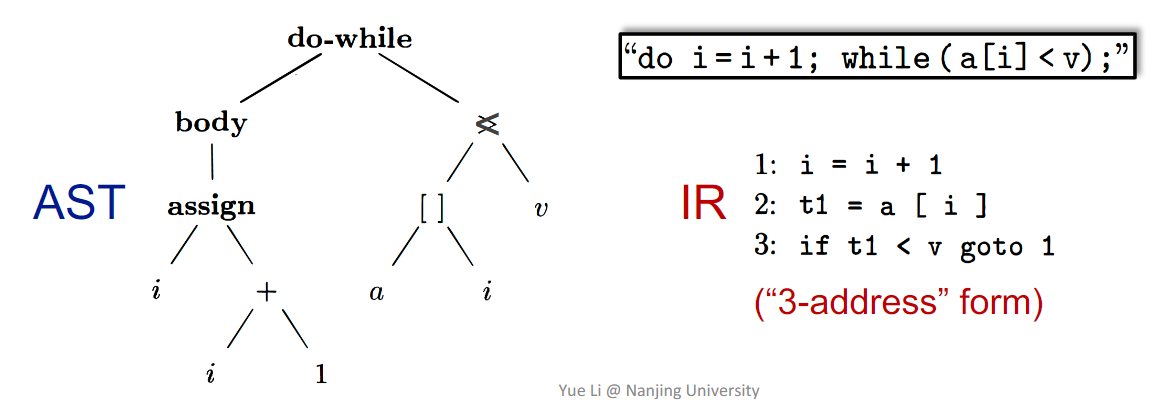 do-while
“do i=i+1; while(a[i]<v);”
body
<
AST
assign
[ ]
v
i
+
a
i
i
1
IR
1: i = i + 1
2: t1 = a [ i ]
3: if t1 < v goto 1
(“3-address” form)
Yue Li @ Nanjing University